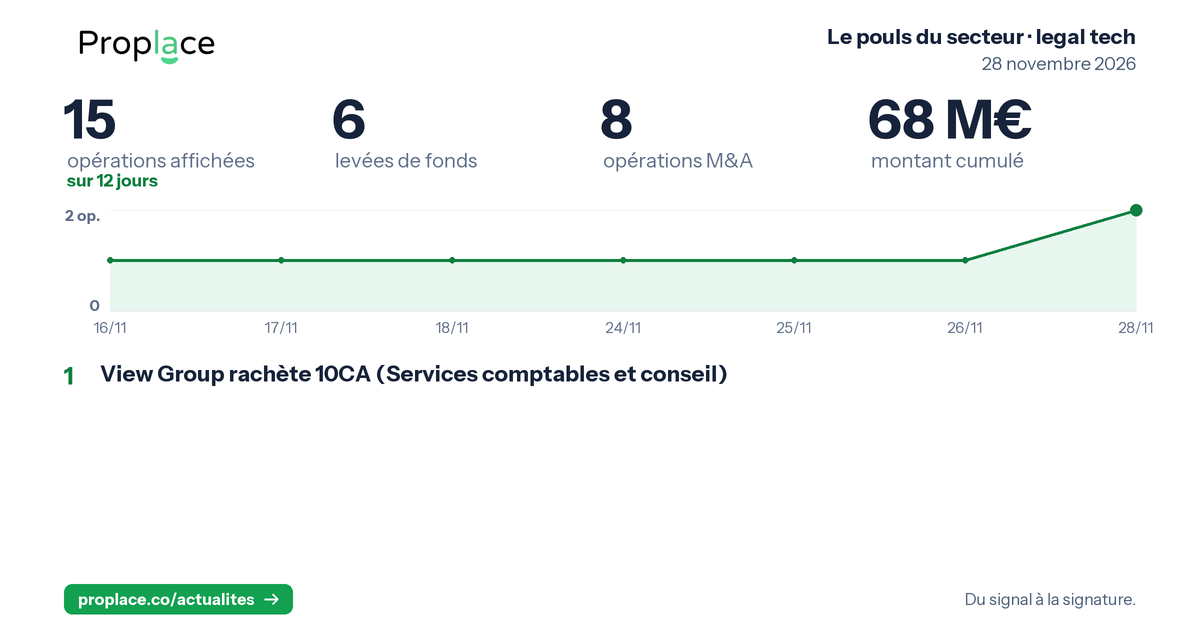 Proplace
Le pouls du secteur · legal tech
28 novembre 2026
15
opérations affichées
sur 12 jours
6
levées de fonds
8
opérations M&A
68 M€
montant cumulé
2 op.
0
16/11 17/11 18/11 24/11 25/11 26/11 28/11
1 View Group rachète 10CA (Services comptables et conseil)
proplace.co/actualites →
Du signal à la signature.